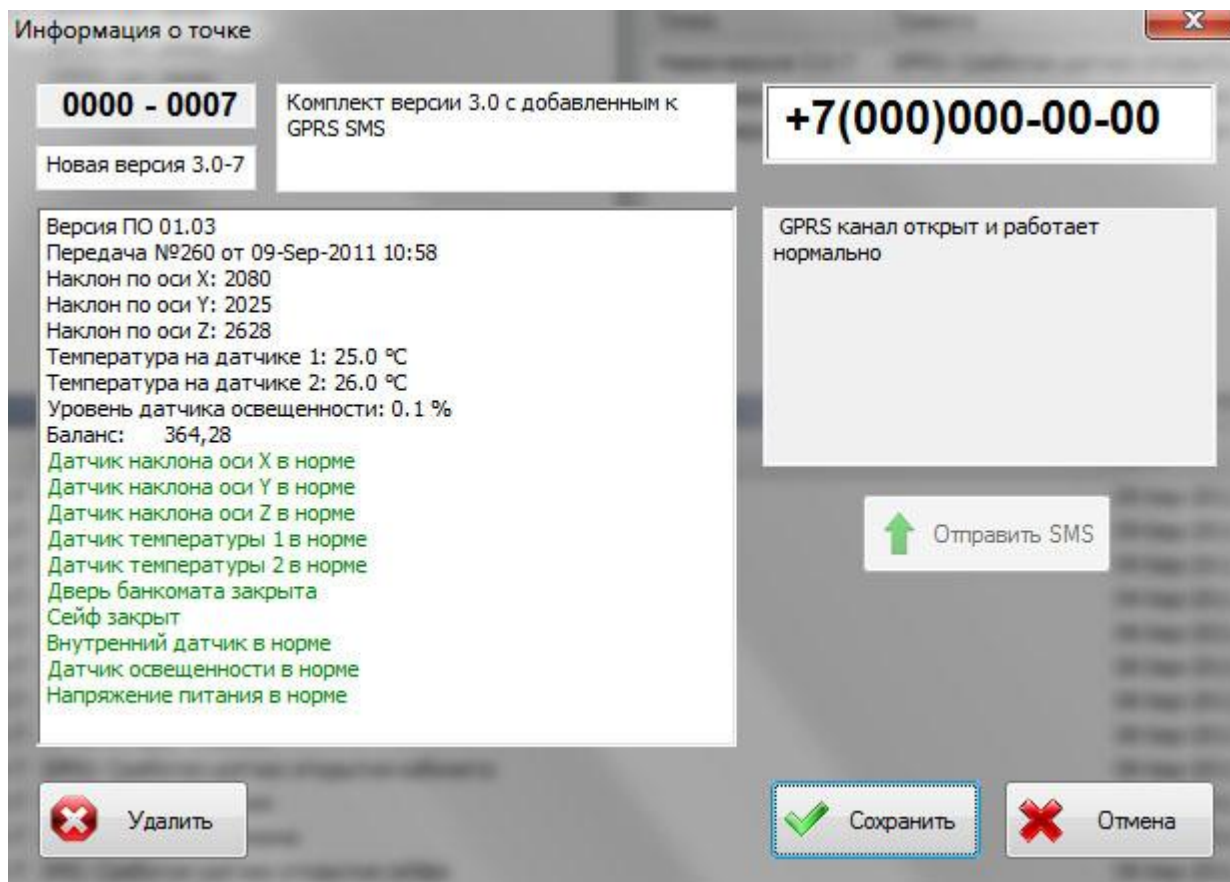 Информация о точке
0000 - 0007
Комплект версии 3.0 с добавленным к
GPRS SMS
+7(000)000-00-00
Новая версия 3.0-7
Версия ПО 01.03
Передача №260 от 09-Sep-2011 10:58
Наклон по оси X: 2080
Наклон по оси Y: 2025
Наклон по оси Z: 2628
Температура на датчике 1: 25.0 °C
Температура на датчике 2: 26.0 °C
Уровень датчика освещенности: 0.1 %
Баланс: 364,28
Датчик наклона оси X в норме
Датчик наклона оси Y в норме
Датчик наклона оси Z в норме
Датчик температуры 1 в норме
Датчик температуры 2 в норме
Дверь банкомата закрыта
Сейф закрыт
Внутренний датчик в норме
Датчик освещенности в норме
Напряжение питания в норме
GPRS канал открыт и работает
нормально
Отправить SMS
Удалить
Сохранить
Отмена